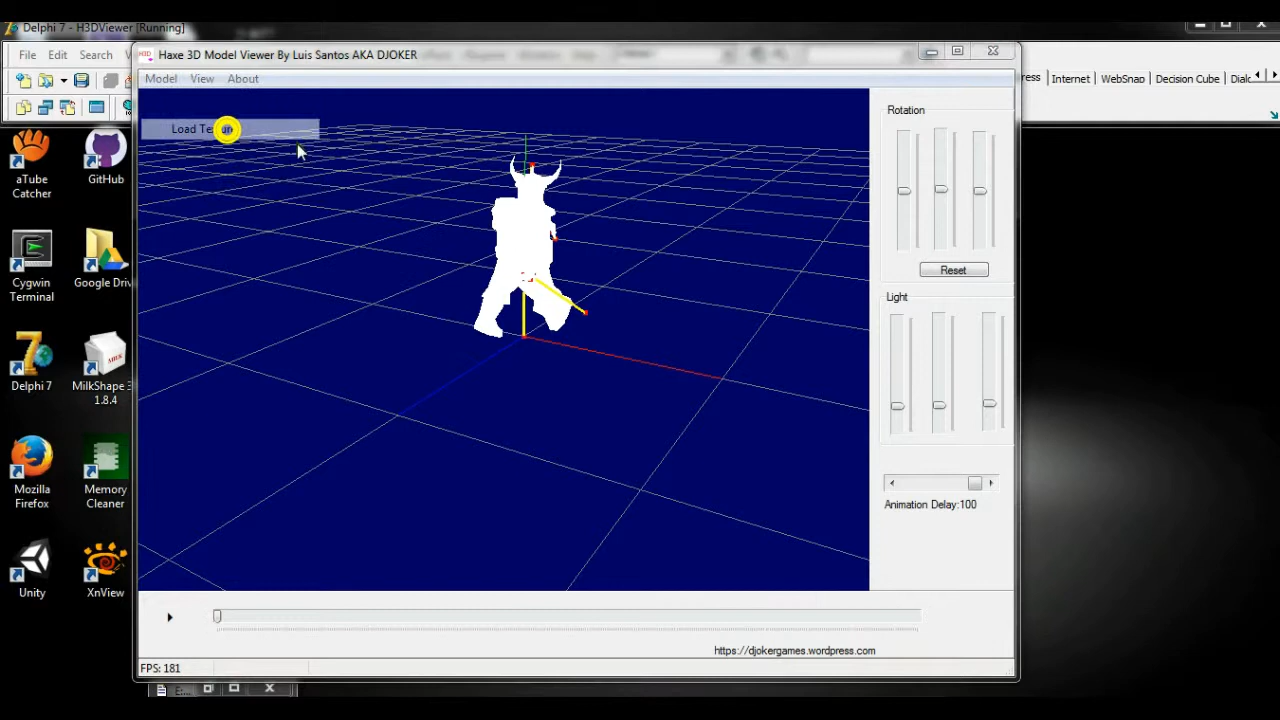 Delphi 7 - H3DViewer [Running]
File Edit Search
Haxe 3D Model Viewer By Luis Santos AKA DJOKER
Model View About
Internet WebSnap Decision Cube
Load
Rotation
Reset
Light
Animation Delay:100
aTube
Catcher
GitHub
Cygwin
Terminal
Google Driv
Delphi 7
MilkShape 3
1.8.4
Mozilla
Firefox
Memory
Cleaner
Unity
XnView
https://djokergames.wordpress.com
FPS: 181